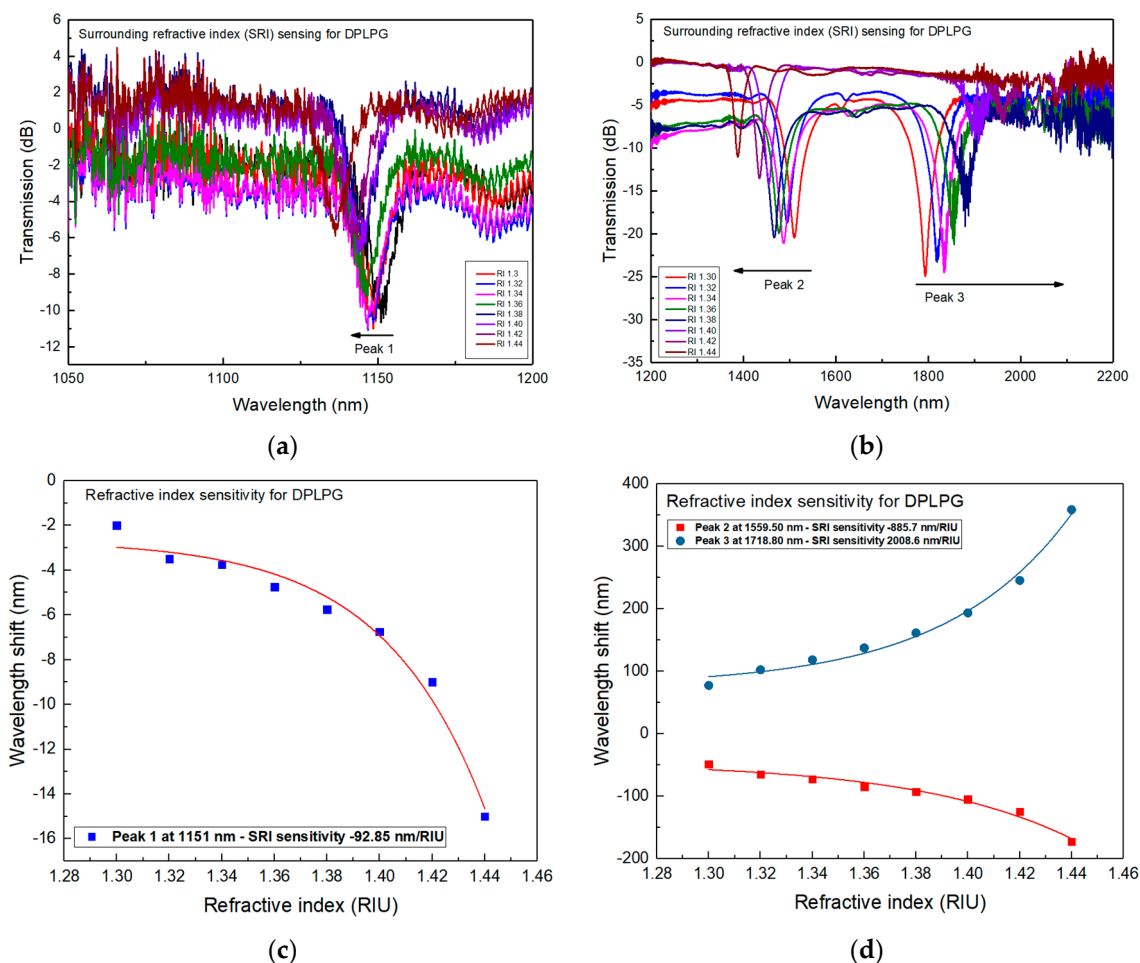 Surrounding refractive index (SRI) sensing for DPLPG
6
4
2
0
-2
-4
-6
-8
-10
-12
Transmission (dB)
RI 1.3
RI 1.32
RI 1.34
RI 1.36
RI 1.38
RI 1.40
RI 1.42
RI 1.44
Peak 1
1050
1100
1150
1200
Wavelength (nm)
(a)
Surrounding refractive index (SRI) sensing for DPLPG
5
0
-5
-10
-15
-20
-25
-30
-35
Transmission (dB)
Peak 2
Peak 3
RI 1.30
RI 1.32
RI 1.34
RI 1.36
RI 1.38
RI 1.40
RI 1.42
RI 1.44
1200
1400
1600
1800
2000
2200
Wavelength (nm)
(b)
Refractive index sensitivity for DPLPG
0
-2
-4
-6
-8
-10
-12
-14
-16
Wavelength shift (nm)
Peak 1 at 1151 nm - SRI sensitivity -92.85 nm/RIU
1.28
1.30
1.32
1.34
1.36
1.38
1.40
1.42
1.44
1.46
Refractive index (RIU)
(c)
Refractive index sensitivity for DPLPG
Peak 2 at 1559.50 nm - SRI sensitivity -885.7 nm/RIU
Peak 3 at 1718.80 nm - SRI sensitivity 2008.6 nm/RIU
400
300
200
100
0
-100
-200
Wavelength shift (nm)
1.28
1.30
1.32
1.34
1.36
1.38
1.40
1.42
1.44
1.46
Refractive index (RIU)
(d)